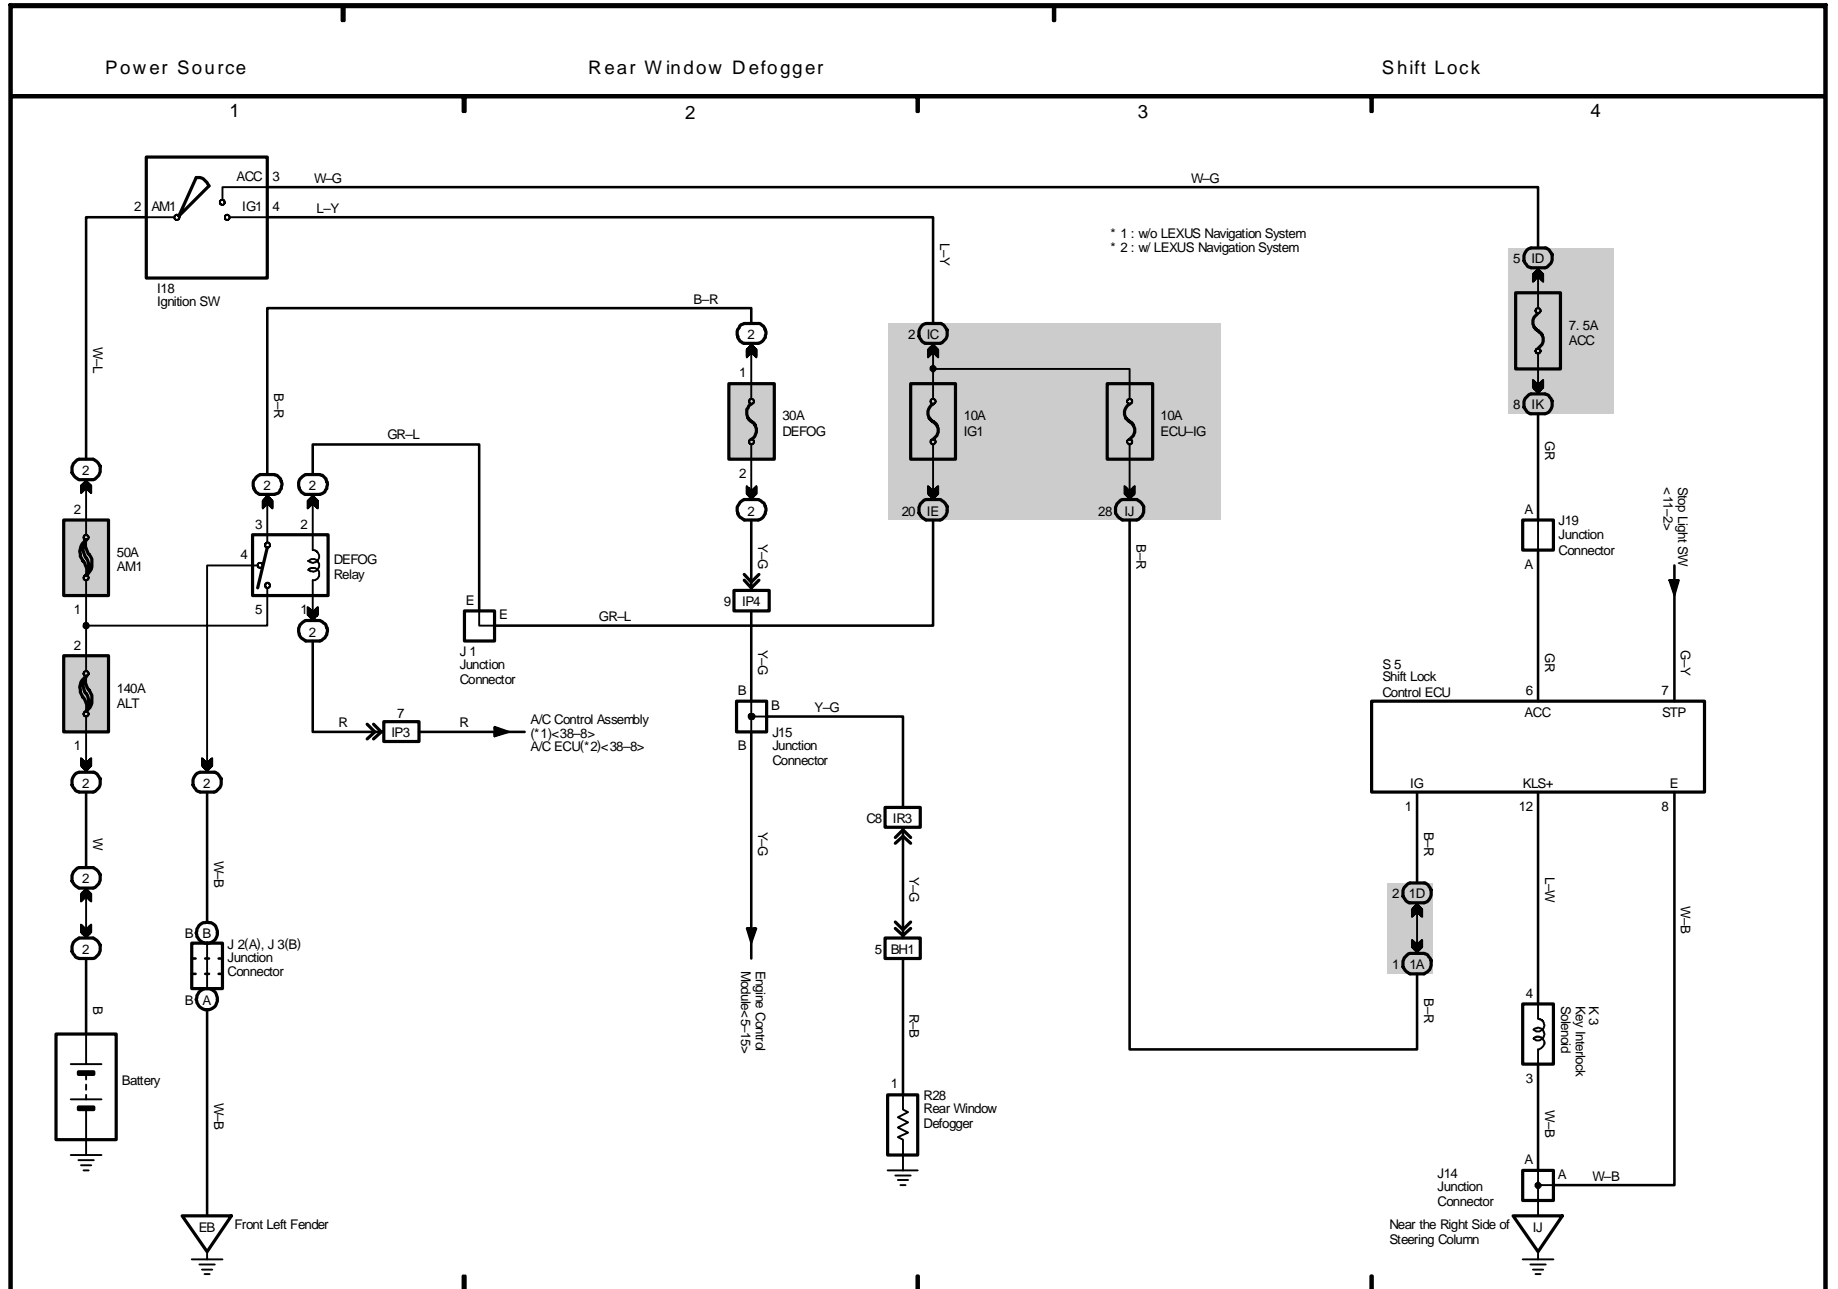 Power Source
Rear Window Defogger
Shift Lock
1
2
3
4
ACC
3
W–G
W–G
2
AM1
IG1
4
L–Y
I18
Ignition SW
L–Y
* 1 : w/o LEXUS Navigation System
* 2 : w/ LEXUS Navigation System
5
ID
7. 5A
ACC
8
IK
W–L
B–R
B–R
2
1
30A
DEFOG
2
2
2
IC
10A
IG1
10A
ECU–IG
20
IE
28
IJ
GR–L
2
2
2
2
50A
AM1
1
3
2
4
DEFOG
Relay
5
1
2
2
140A
ALT
1
2
2
Y–G
9
IP4
E
E
GR–L
J 1
Junction
Connector
R
7
IP3
R
A/C Control Assembly
(*1)<38–8>
A/C ECU(*2)<38–8>
Y–G
B
B
Y–G
B
J15
Junction
Connector
B–R
GR
A
J19
Junction
Connector
A
GR
Stop Light SW
<11–2>
G–Y
S 5
Shift Lock
Control ECU
6
7
ACC
STP
IG
KLS+
E
1
12
8
W
2
2
B
Battery
W–B
B
B
J 2(A), J 3(B)
Junction
Connector
B
A
W–B
EB
Front Left Fender
Y–G
Engine Control
Module<5–15>
C8
IR3
Y–G
5
BH1
R–B
1
R28
Rear Window
Defogger
B–R
2
1D
1
1A
B–R
L–W
4
K 3
Key Interlock
Solenoid
3
W–B
W–B
A
A
W–B
J14
Junction
Connector
Near the Right Side of
Steering Column
IJ